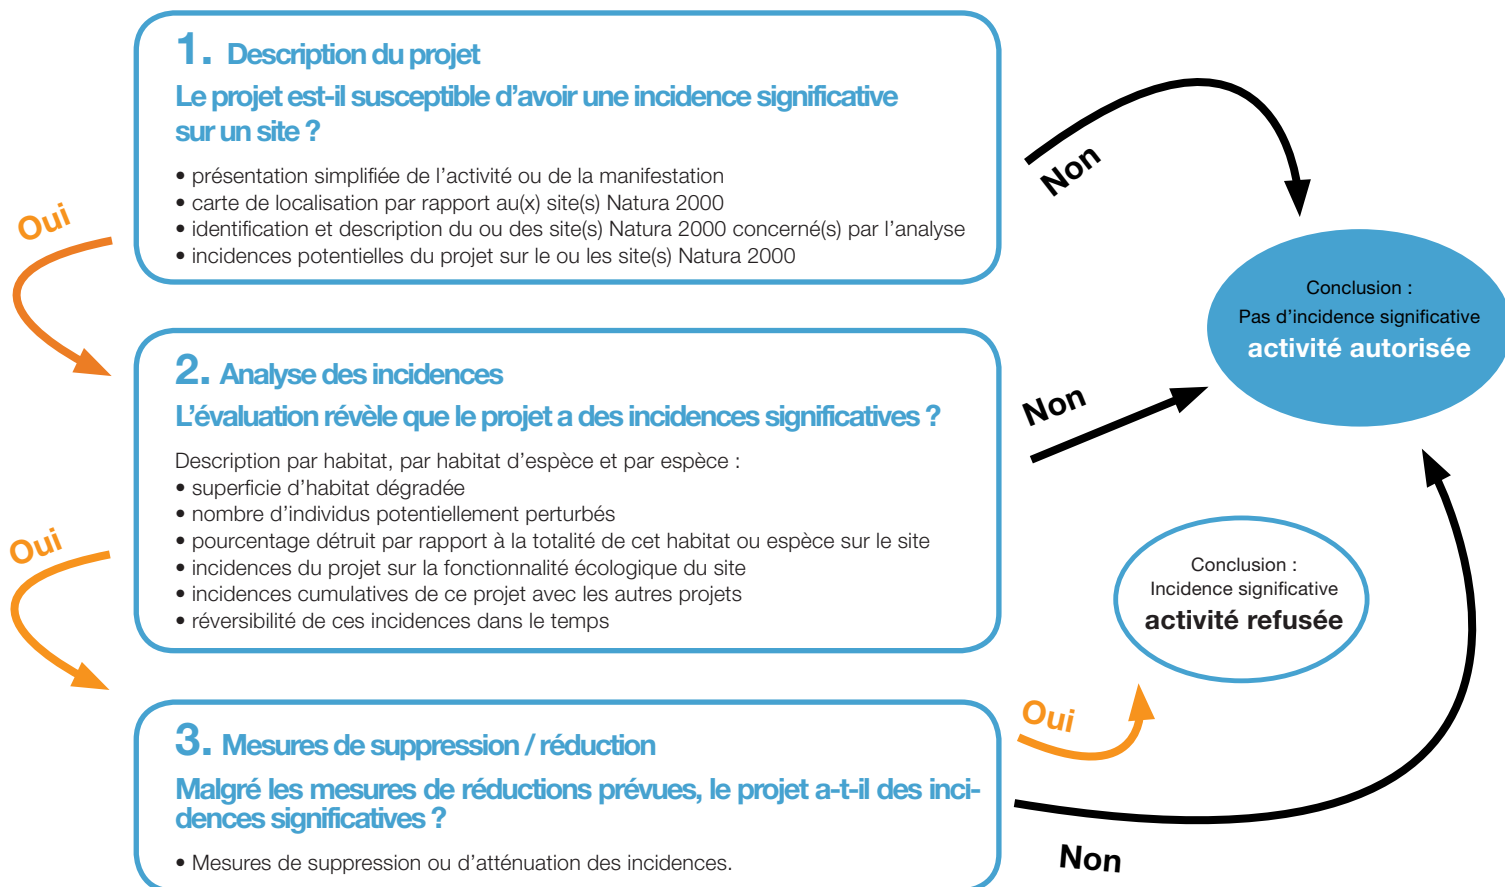 1. Description du projet
Le projet est-il susceptible d’avoir une incidence significative
sur un site ?
• présentation simplifiée de l’activité ou de la manifestation
• carte de localisation par rapport au(x) site(s) Natura 2000
• identification et description du ou des site(s) Natura 2000 concerné(s) par l’analyse
• incidences potentielles du projet sur le ou les site(s) Natura 2000
Oui
Non
Conclusion :
Pas d’incidence significative
activité autorisée
2. Analyse des incidences
L’évaluation révèle que le projet a des incidences significatives ?
Description par habitat, par habitat d’espèce et par espèce :
• superficie d’habitat dégradée
• nombre d’individus potentiellement perturbés
• pourcentage détruit par rapport à la totalité de cet habitat ou espèce sur le site
• incidences du projet sur la fonctionnalité écologique du site
• incidences cumulatives de ce projet avec les autres projets
• réversibilité de ces incidences dans le temps
Non
Oui
Conclusion :
Incidence significative
activité refusée
3. Mesures de suppression / réduction
Malgré les mesures de réductions prévues, le projet a-t-il des inci-
dences significatives ?
• Mesures de suppression ou d’atténuation des incidences.
Oui
Non